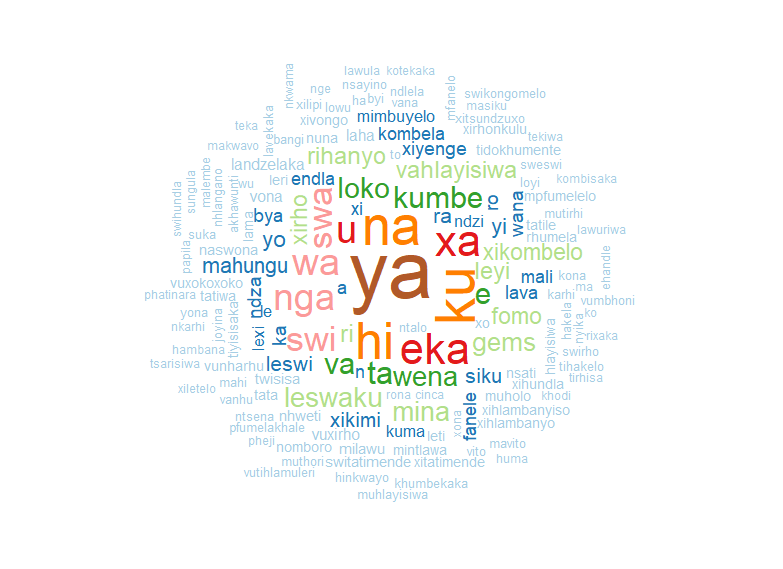 lawula kotekaka
nkwama nge nsayino ndlela swikongomelo
xilipi lowu ha byi vana mfanelo masiku
teka lavekaka xivongo mimbuyelo xitsundzuxo
makwavo bangi nuna laha kombela xirhonkulu tekiwa
landzelaka rihanyo to xiyenge tidokhumente
swihundla sungula malembe nhlangano akhawunti wu leri endla vahlayisiwa sweswi loyi kombisaka
vona swa loko kumbe ro wana mpfumelelo
lama bya xirho xi na ra ndzi yi tatile mutirhi
suka yo u xa rhumela lawuriwa
papila naswona wa xikombelo ehandle
vuxokoxoko mahungu ya ku leyi mali kona ma
phatinara tatiwa ndza nga a e lava karhi vumbhoni
yona joyina tiyisisaka le xo fomo hakela nyika ko
nkarhi lexi ka swi ri hi ntalo eka gems hlayisiwa rixaka
hambana swirho
tsarisiwa vunharhu leswi va n ta wena siku nsati tihakelo
xiletelo mahi twisisa xihundla tirhisa
vanhu tata leswaku rona cinca muholo khodi
ntsena nhweti xikimi mina fanele xihlambanyiso
pfumelakhale kuma leti xona xihlambanyo
pheji nomboro vuxirho milawu mintlawa vito mavito
muthori switatimende xitatimende huma
vutihlamuleri hinkwayo khumbekaka
muhlayisiwa